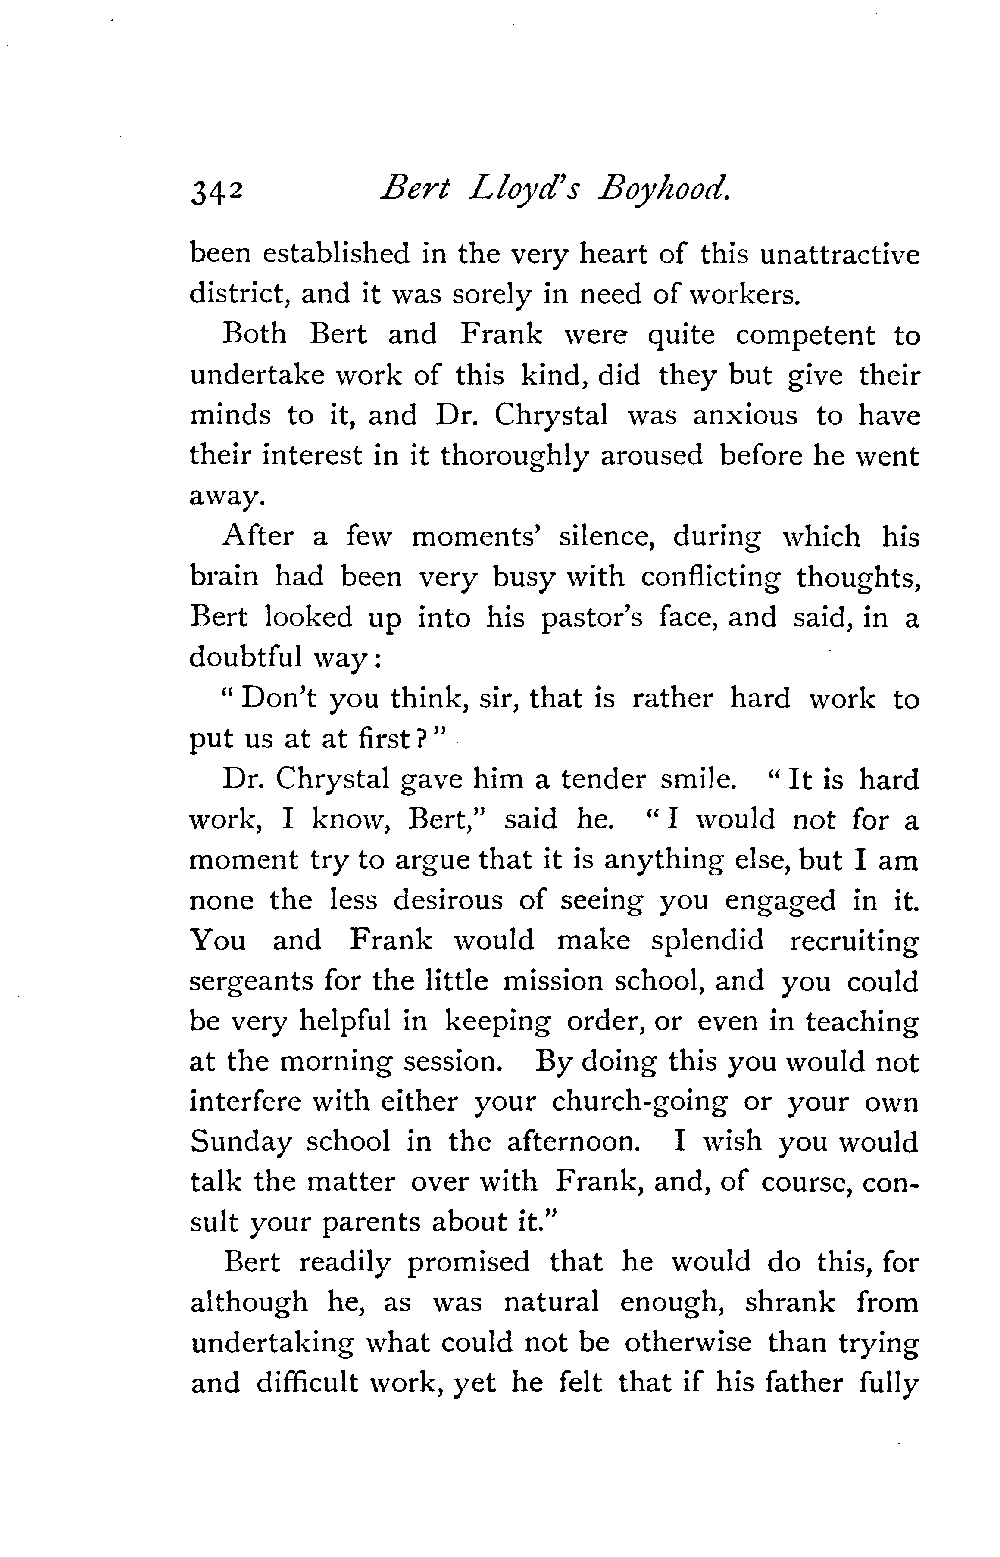 342 Bert Lloyd's Boyhood.
been established in the very heart of this unattractive
district, and it was sorely in need of workers.
Both Bert and Frank were quite competent to
undertake work of this kind, did they but give their
minds to it, and Dr. Chrystal was anxious to have
their interest in it thoroughly aroused before he went
away.
After a few moments' silence, during which his
brain had been very busy with conflicting thoughts,
Bert looked up into his pastor's face, and said, in a
doubtful way:
"Don't you think, sir, that is rather hard work to
put us at at first?"
Dr. Chrystal gave him a tender smile. "It is hard
work, I know, Bert," said he. "I would not for a
moment try to argue that it is anything else, but I am
none the less desirous of seeing you engaged in it.
You and Frank would make splendid recruiting
sergeants for the little mission school, and you could
be very helpful in keeping order, or even in teaching
at the morning session. By doing this you would not
interfere with either your church-going or your own
Sunday school in the afternoon. I wish you would
talk the matter over with Frank, and, of course, con-
sult your parents about it."
Bert readily promised that he would do this, for
although he, as was natural enough, shrank from
undertaking what could not be otherwise than trying
and difficult work, yet he felt that if his father fully